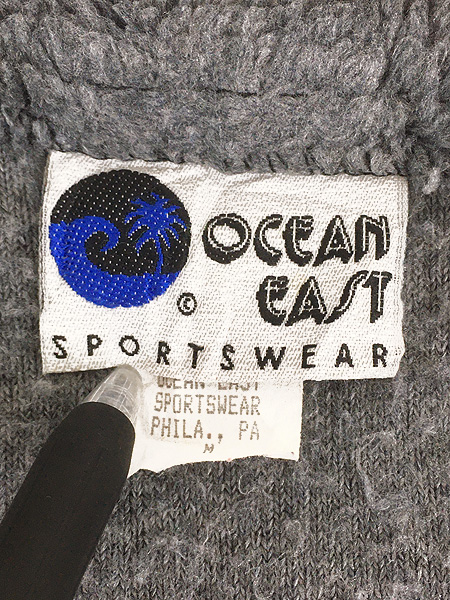 OCEAN
EAST
©
SPORTSWEAR
OCEAN EAST
SPORTSWEAR
PHILA., PA
M